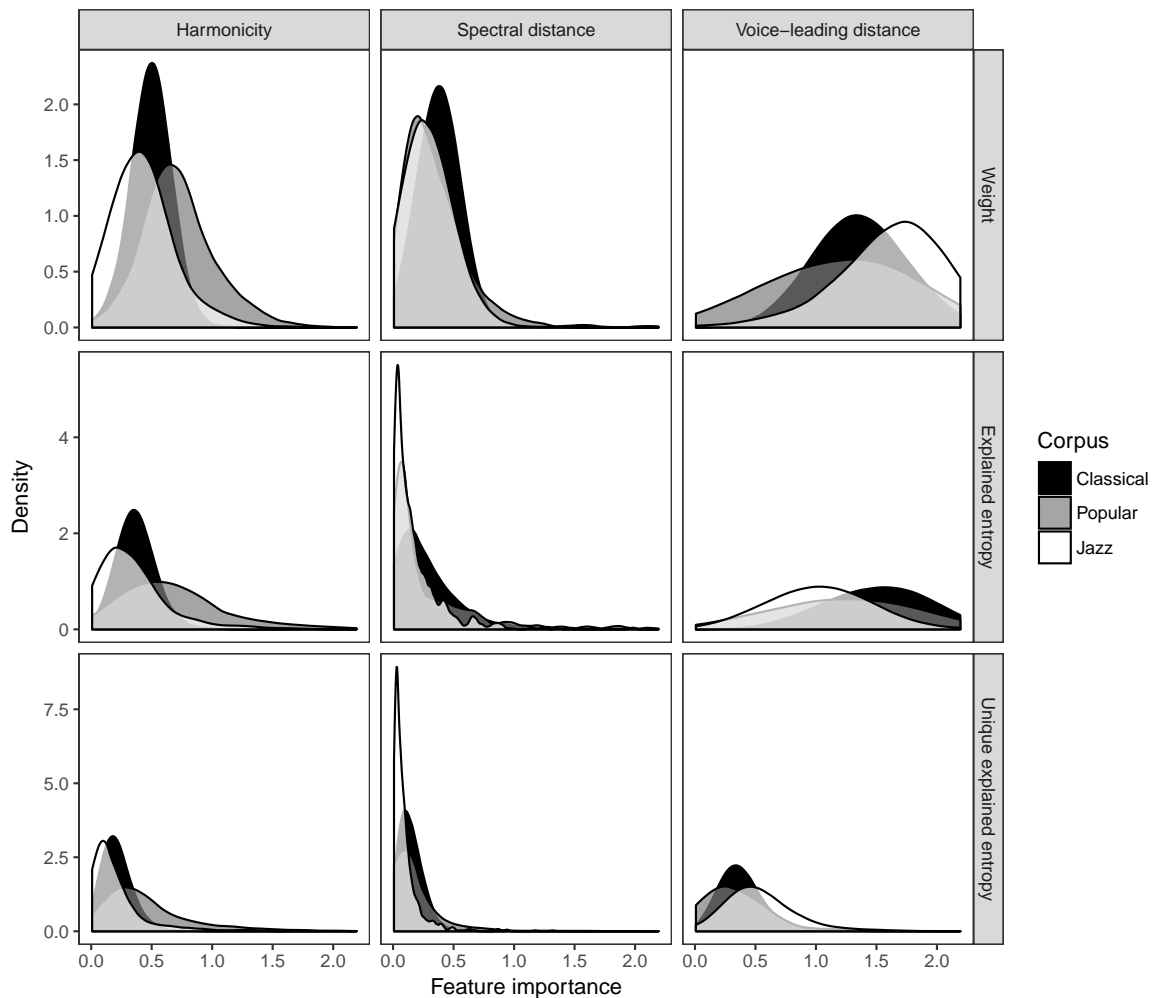 Harmonicity
Spectral distance
Voice−leading distance
Density
0.0
0.5
1.0
1.5
2.0
Weight
0
2
4
Explained entropy
0.0
2.5
5.0
7.5
Unique explained entropy
0.0 0.5 1.0 1.5 2.0
0.0 0.5 1.0 1.5 2.0
0.0 0.5 1.0 1.5 2.0
Feature importance
Corpus
Classical
Popular
Jazz